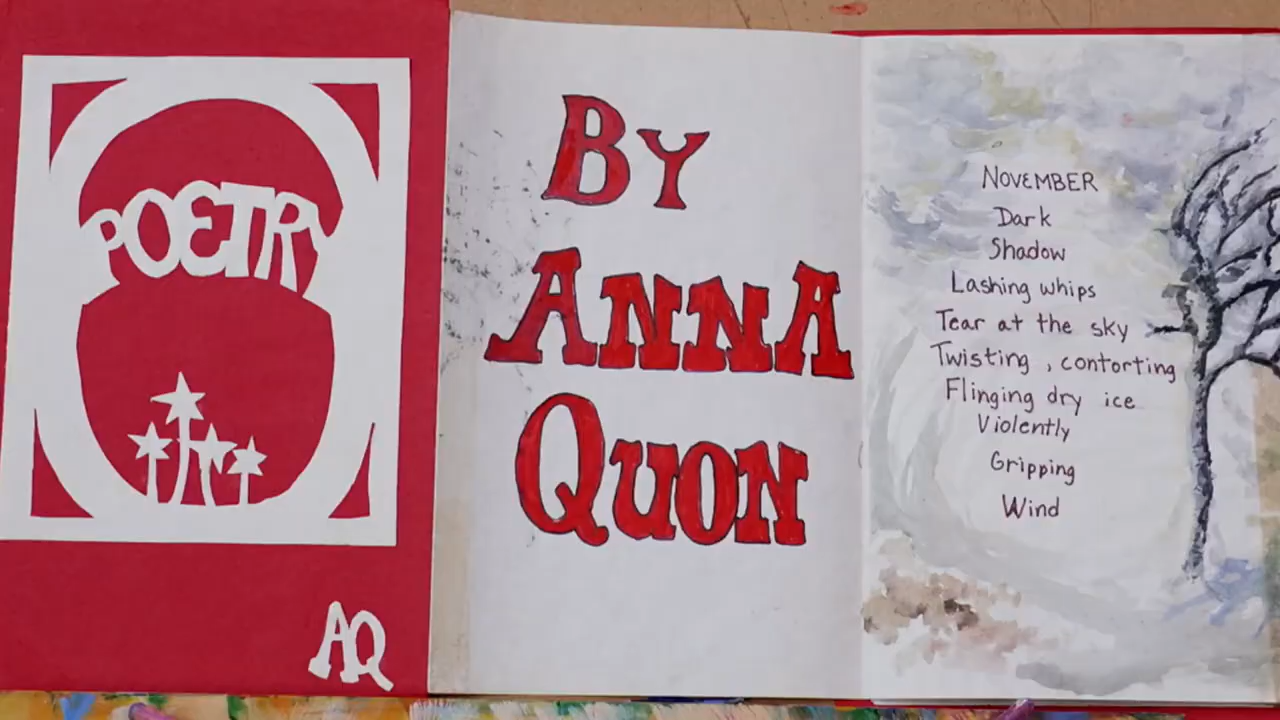 POETRY
AQ
BY
ANNA
QUON
NOVEMBER
Dark
Shadow
Lashing whips
Tear at the sky
Twisting , contorting
Flinging dry ice
Violently
Gripping
Wind